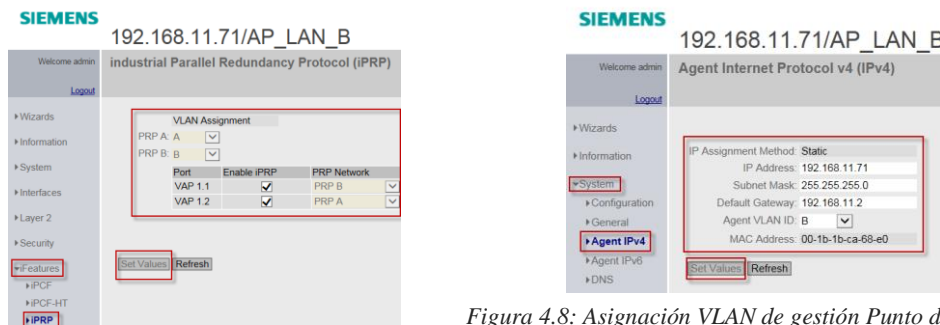 SIEMENS
192.168.11.71/AP_LAN_B
Welcome admin
industrial Parallel Redundancy Protocol (iPRP)
Logout
Wizards
Information
System
Interfaces
Layer 2
Security
iFeatures
iPCF
iPCF-HT
iPRP
VLAN Assignment
PRP A: A
PRP B: B
Port Enable iPRP PRP Network
VAP 1.1 PRP B
VAP 1.2 PRP A
Set Values Refresh
SIEMENS
192.168.11.71/AP_LAN_B
Welcome admin
Agent Internet Protocol v4 (IPv4)
Logout
Wizards
Information
System
Configuration
General
Agent IPv4
Agent IPv6
DNS
IP Assignment Method: Static
IP Address: 192.168.11.71
Subnet Mask: 255.255.255.0
Default Gateway: 192.168.11.2
Agent VLAN ID: B
MAC Address: 00-1b-1b-ca-68-e0
Set Values Refresh
Figura 4.8: Asignación VLAN de gestión Punto d